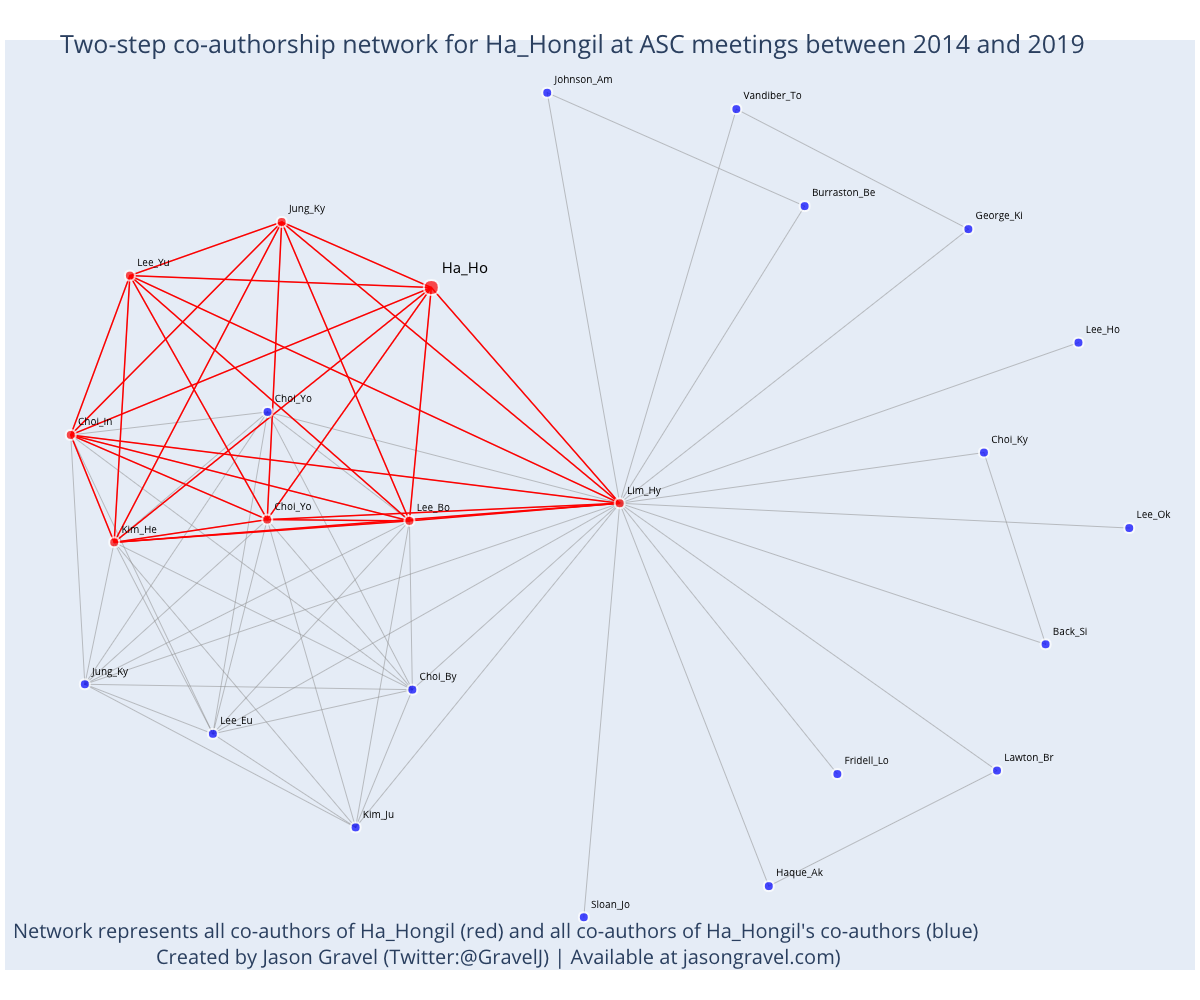 Two-step co-authorship network for Ha_Hongil at ASC meetings between 2014 and 2019
Johnson_Am
Vandiber_To
Burraston_Be
Jung_Ky
George_Ki
Lee_Yu
Ha_Ho
Lee_Ho
Choi_Yo
Choi_In
Choi_Ky
Lim_Hy
Choi_Yo
Lee_Bo
Lee_Ok
Kim_He
Back_Si
Jung_Ky
Choi_By
Lee_Eu
Fridell_Lo
Lawton_Br
Kim_Ju
Haque_Ak
Sloan_Jo
Network represents all co-authors of Ha_Hongil (red) and all co-authors of Ha_Hongil's co-authors (blue)
Created by Jason Gravel (Twitter:@GravelJ) | Available at jasongravel.com)